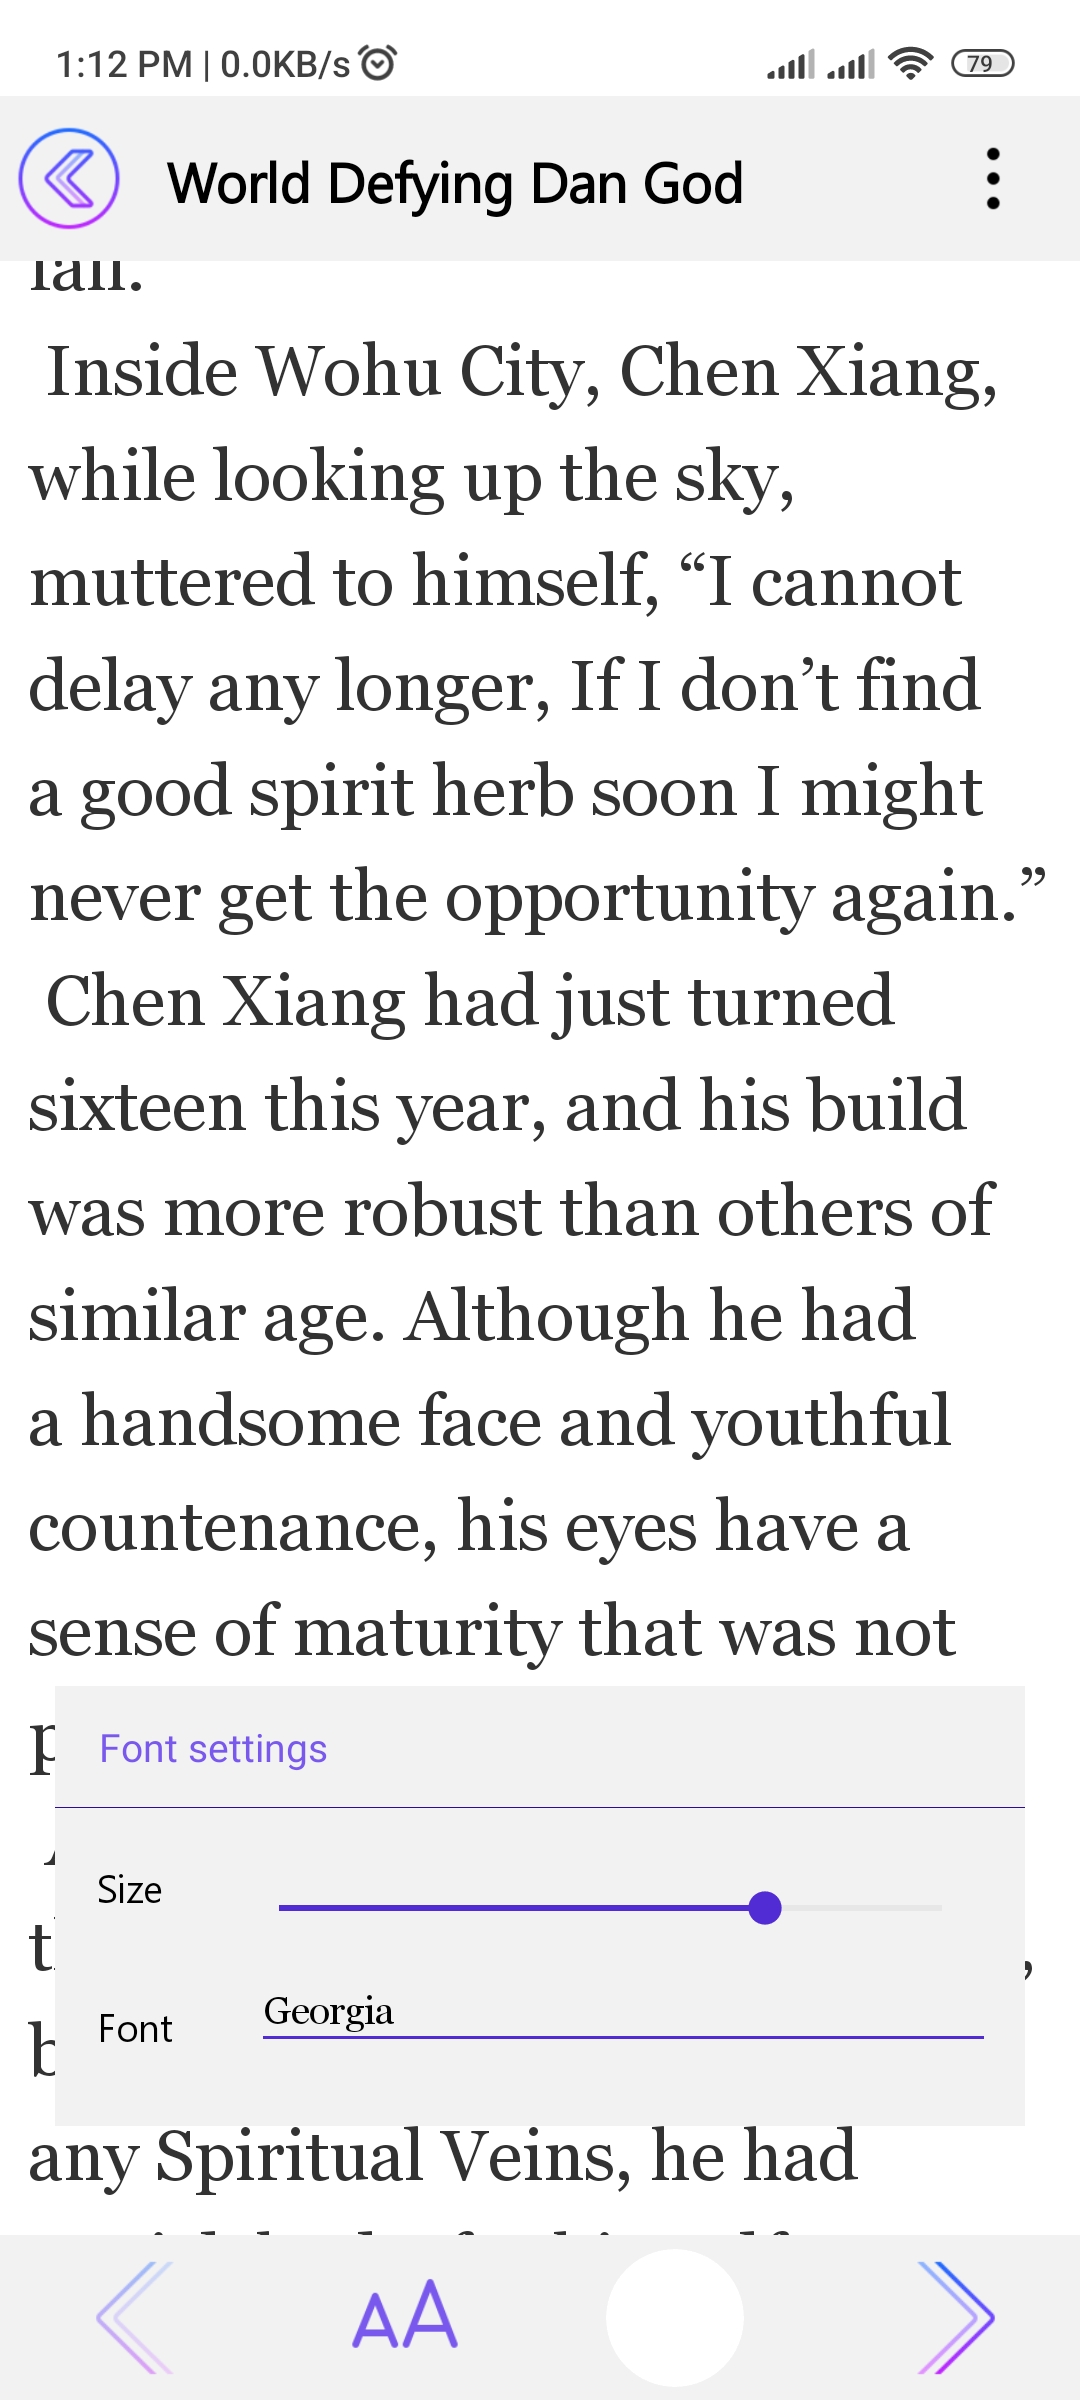 1:12 PM | 0.0KB/s
79
World Defying Dan God
Inside Wohu City, Chen Xiang,
while looking up the sky,
muttered to himself, “I cannot
delay any longer, If I don’t find
a good spirit herb soon I might
never get the opportunity again.”
Chen Xiang had just turned
sixteen this year, and his build
was more robust than others of
similar age. Although he had
a handsome face and youthful
countenance, his eyes have a
sense of maturity that was not
Font settings
Size
Font
Georgia
any Spiritual Veins, he had
AA